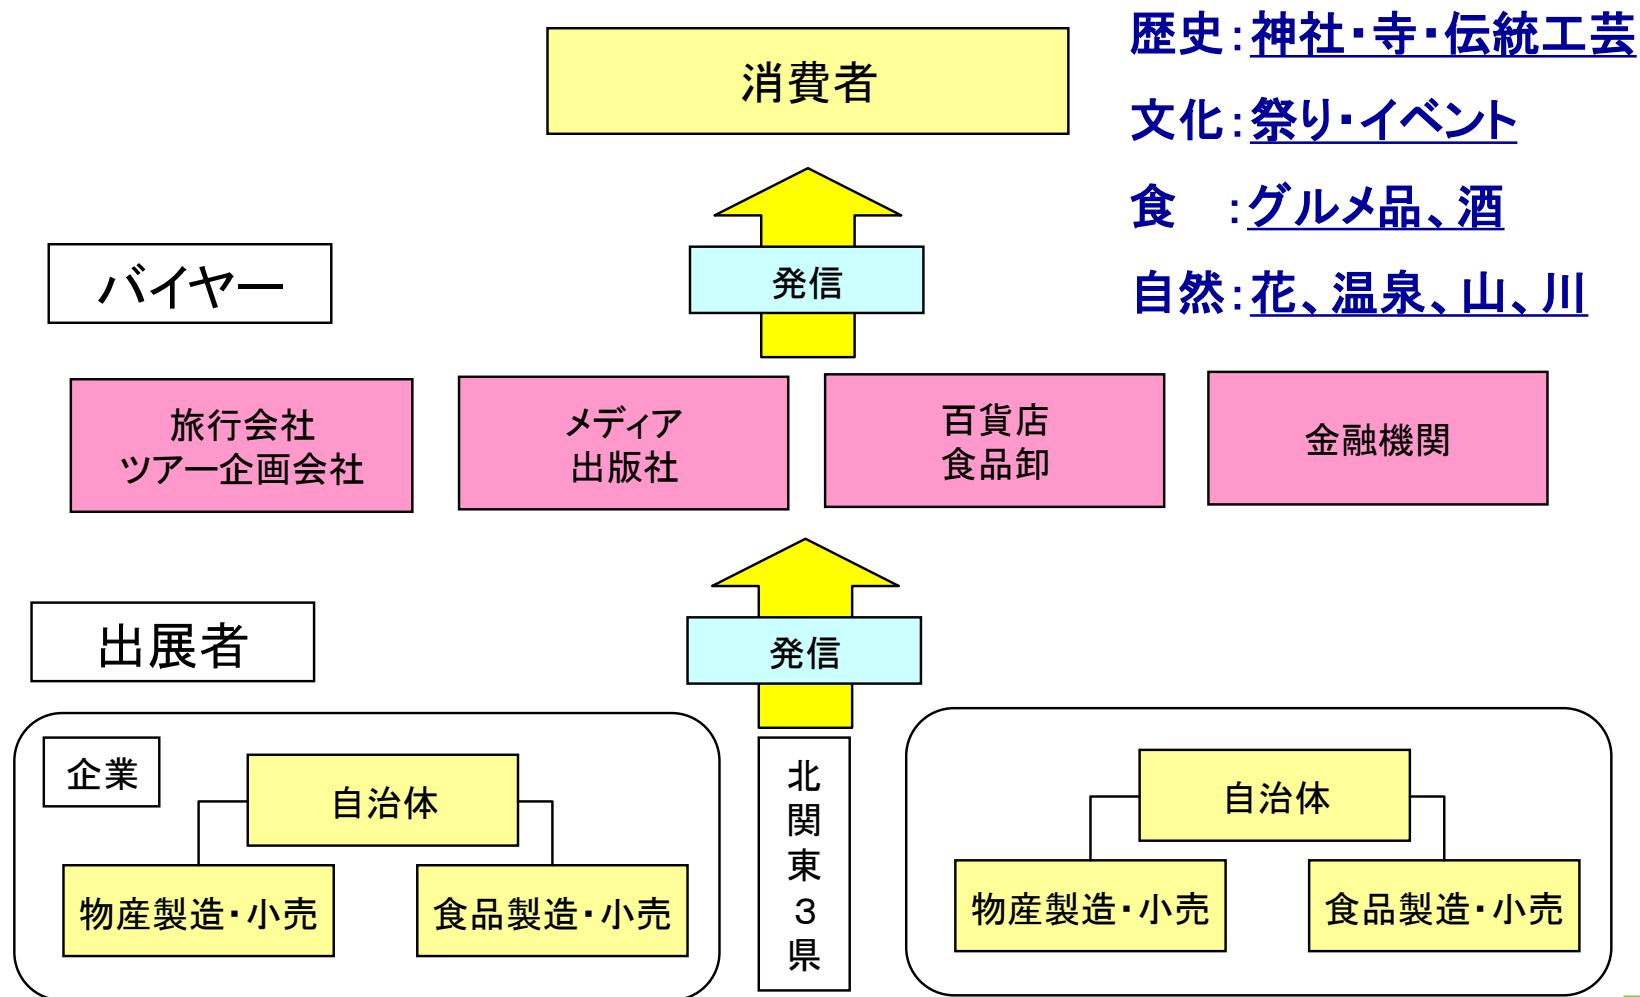 消費者
歴史：神社・寺・伝統工芸
文化：祭り・イベント
食　：グルメ品、酒
自然：花、温泉、山、川
発信
バイヤー
旅行会社
ツアー企画会社
メディア
出版社
百貨店
食品卸
金融機関
出展者
発信
企業
自治体
物産製造・小売
食品製造・小売
北
関
東
３
県
自治体
物産製造・小売
食品製造・小売